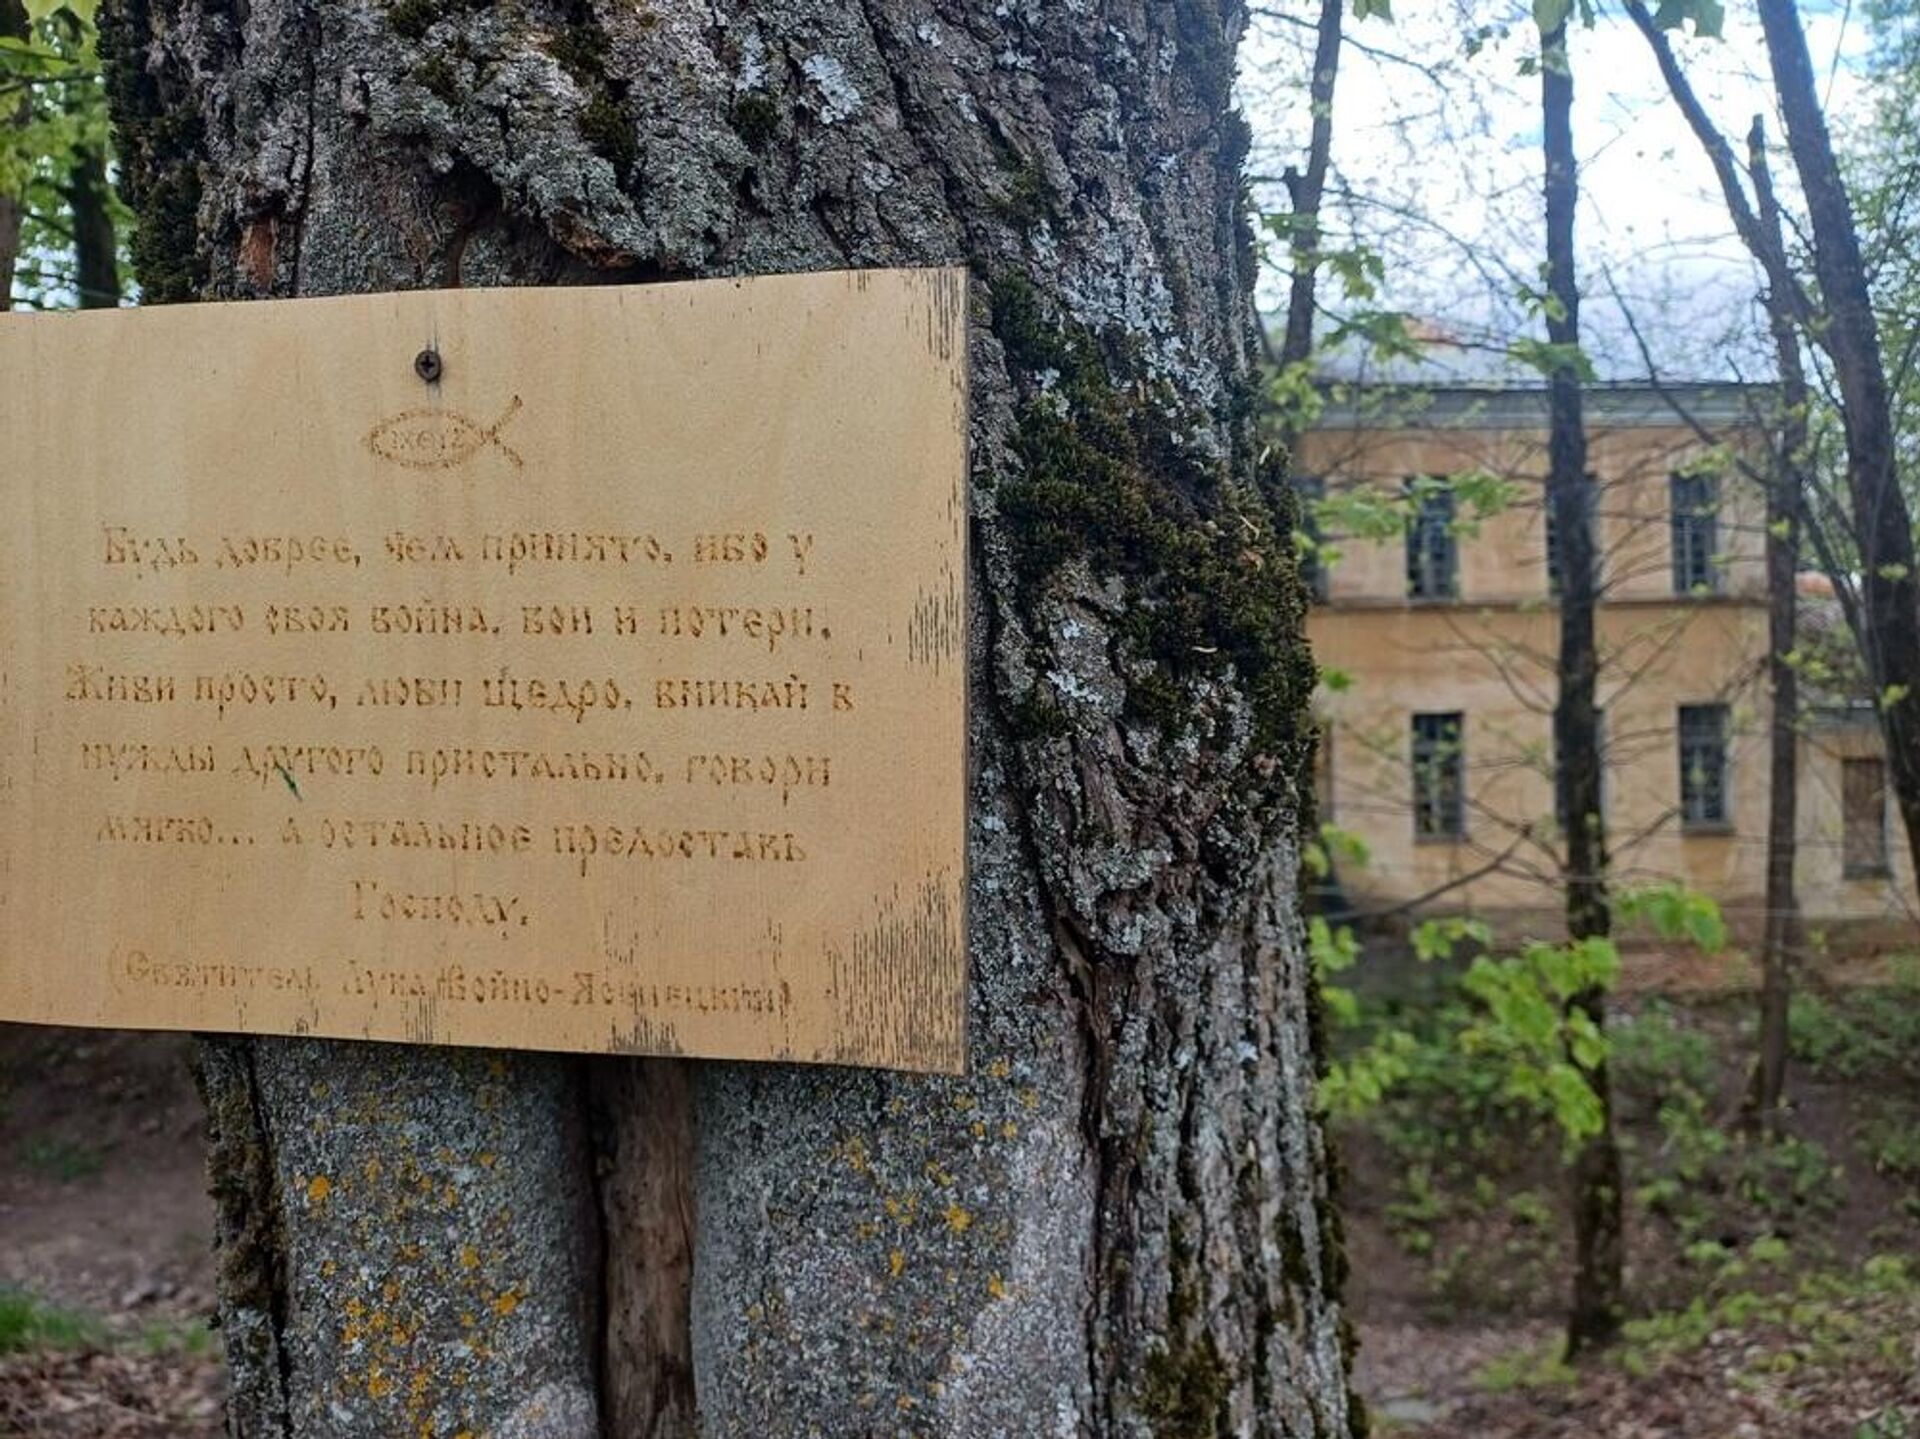 ΙΧΘΥΣ
Будь добрее, чем принято, ибо у
каждого своя война, бои и потери.
Живи просто, люби щедро, вникай в
нужды другого пристально, говори
мягко... а остальное предоставь
Господу.
(Святитель Лука Войно-Ясенецкий)